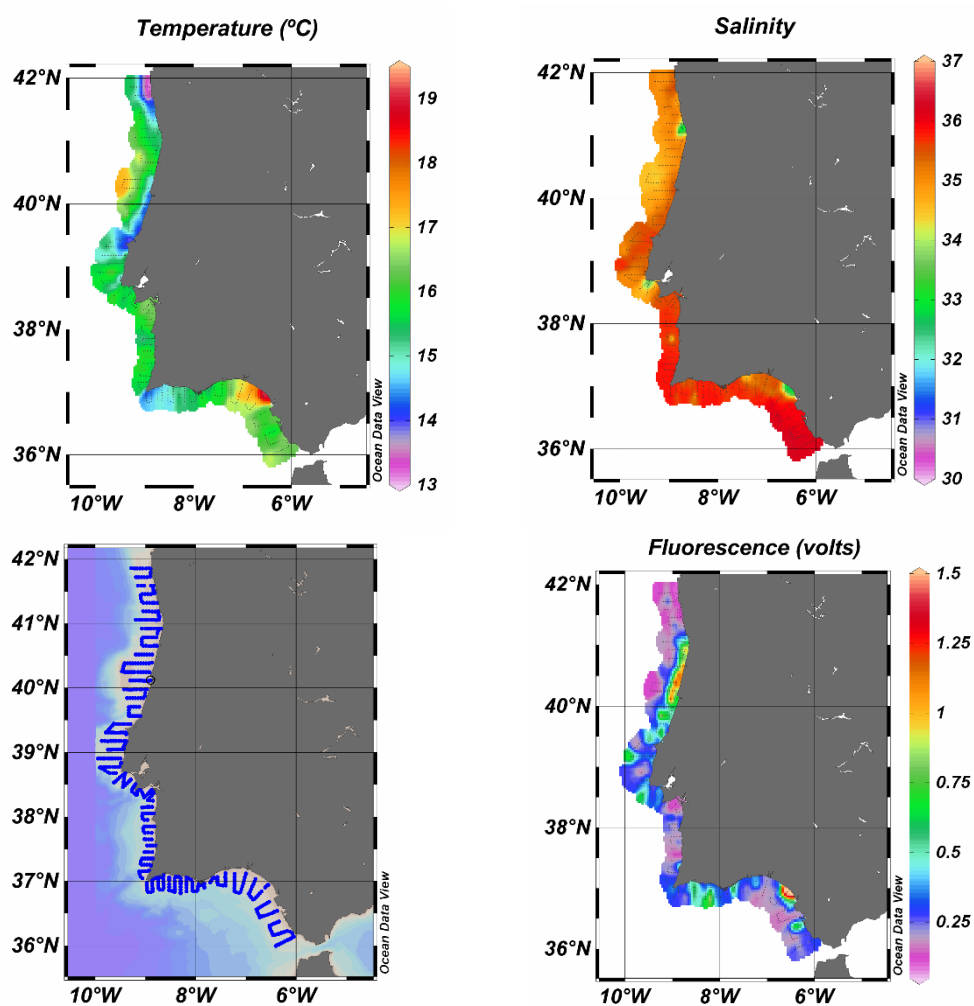 Temperature (ºC)
42°N
40°N
38°N
36°N
10°W
8°W
6°W
19
18
17
16
15
14
13
Ocean Data View
Salinity
42°N
40°N
38°N
36°N
10°W
8°W
6°W
37
36
35
34
33
32
31
30
Ocean Data View
42°N
41°N
40°N
39°N
38°N
37°N
36°N
10°W
8°W
6°W
Ocean Data View
Fluorescence (volts)
42°N
40°N
38°N
36°N
10°W
8°W
6°W
1.5
1
0.75
0.5
0.25
Ocean Data View